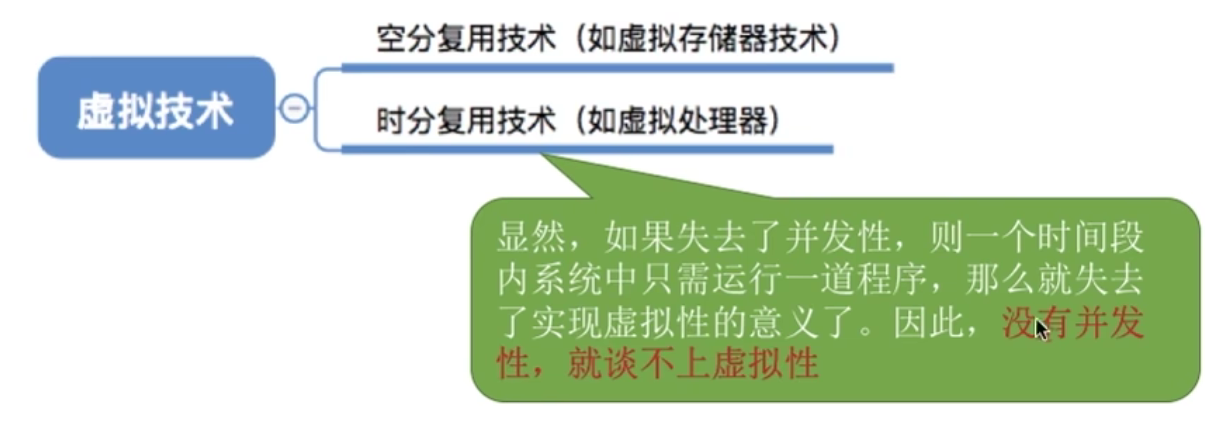 空分复用技术（如虚拟存储器技术）
虚拟技术
时分复用技术（如虚拟处理器）
显然，如果失去了并发性，则一个时间段
内系统中只需运行一道程序，那么就失去
了实现虚拟性的意义了。因此，没有并发
性，就谈不上虚拟性